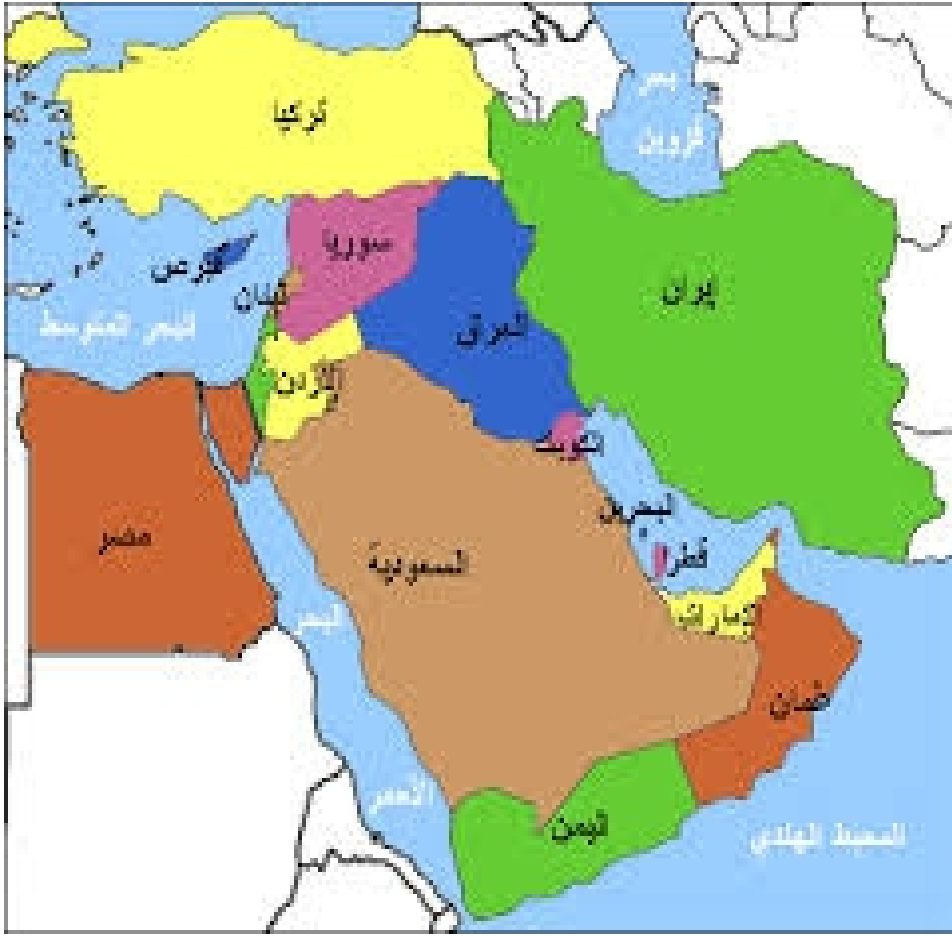 تركيا
بحر
قزوين
سوريا
قبرص
لبنان
العراق
إيران
البحر المتوسط
الأردن
الكويت
البحرين
قطر
مصر
السعودية
الإمارات
البحر
الأحمر
عُمان
اليمن
المحيط الهندي